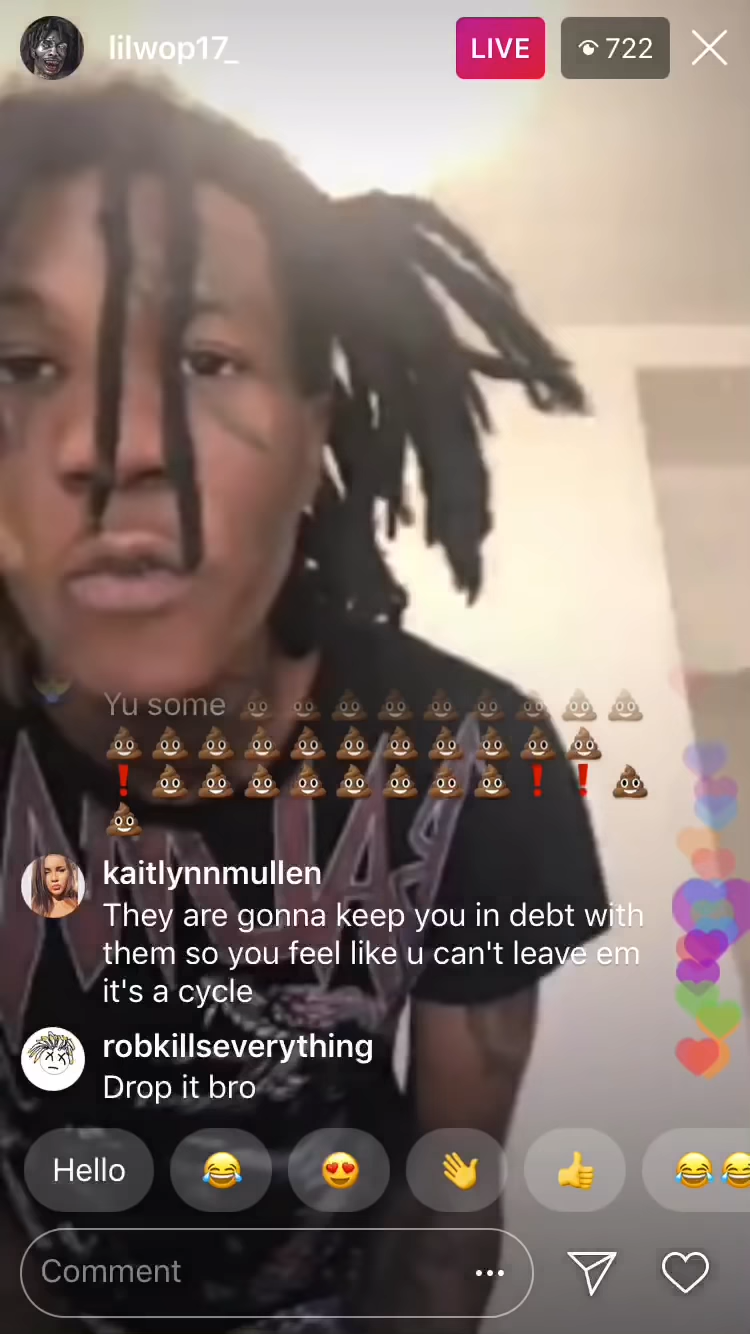 lilwop17_
LIVE
722
Yu some 💩💩💩💩💩💩💩💩💩
💩💩💩💩💩💩💩💩💩💩💩
❗💩💩💩💩💩💩💩💩❗❗💩
💩
kaitlynnmullen
They are gonna keep you in debt with
them so you feel like u can't leave em
it's a cycle
robkillseverything
Drop it bro
Hello 😂 😍 👋 👍 😂😂
Comment